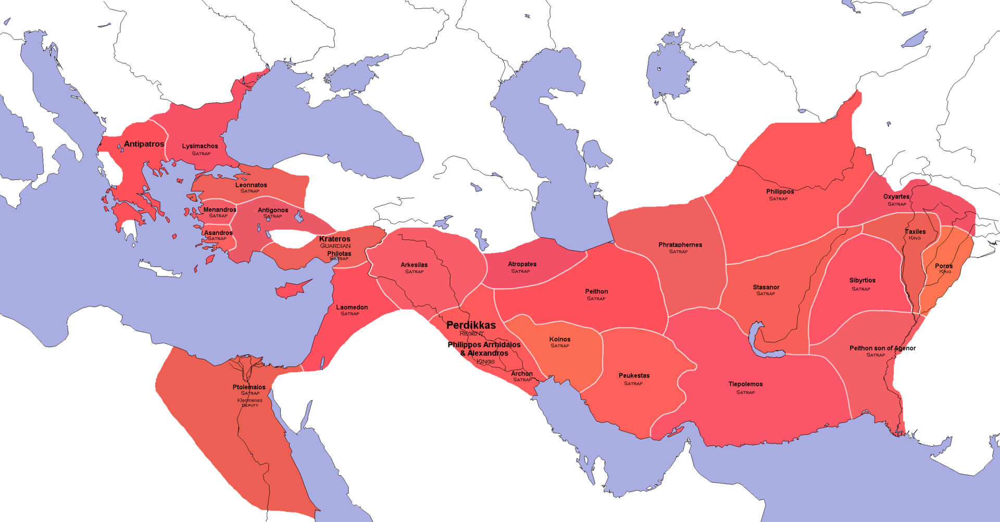 Antipatros
Lysimachos
Satrap
Leonnatos
Satrap
Menandros
Satrap
Antigonos
Satrap
Asandros
Satrap
Krateros
Guardian
Philotas
Satrap
Arkesilas
Satrap
Atropates
Satrap
Laomedon
Satrap
Perdikkas
Regent
Philippos Arrhidaios
& Alexandros
Kings
Archon
Satrap
Ptolemaios
Satrap
Kleomenes
Deputy
Koinos
Satrap
Peithon
Satrap
Peukestas
Satrap
Phrataphernes
Satrap
Philippos
Satrap
Oxyartes
Satrap
Taxiles
King
Poros
King
Stasanor
Satrap
Sibyrtios
Satrap
Peithon son of Agenor
Satrap
Tlepolemos
Satrap